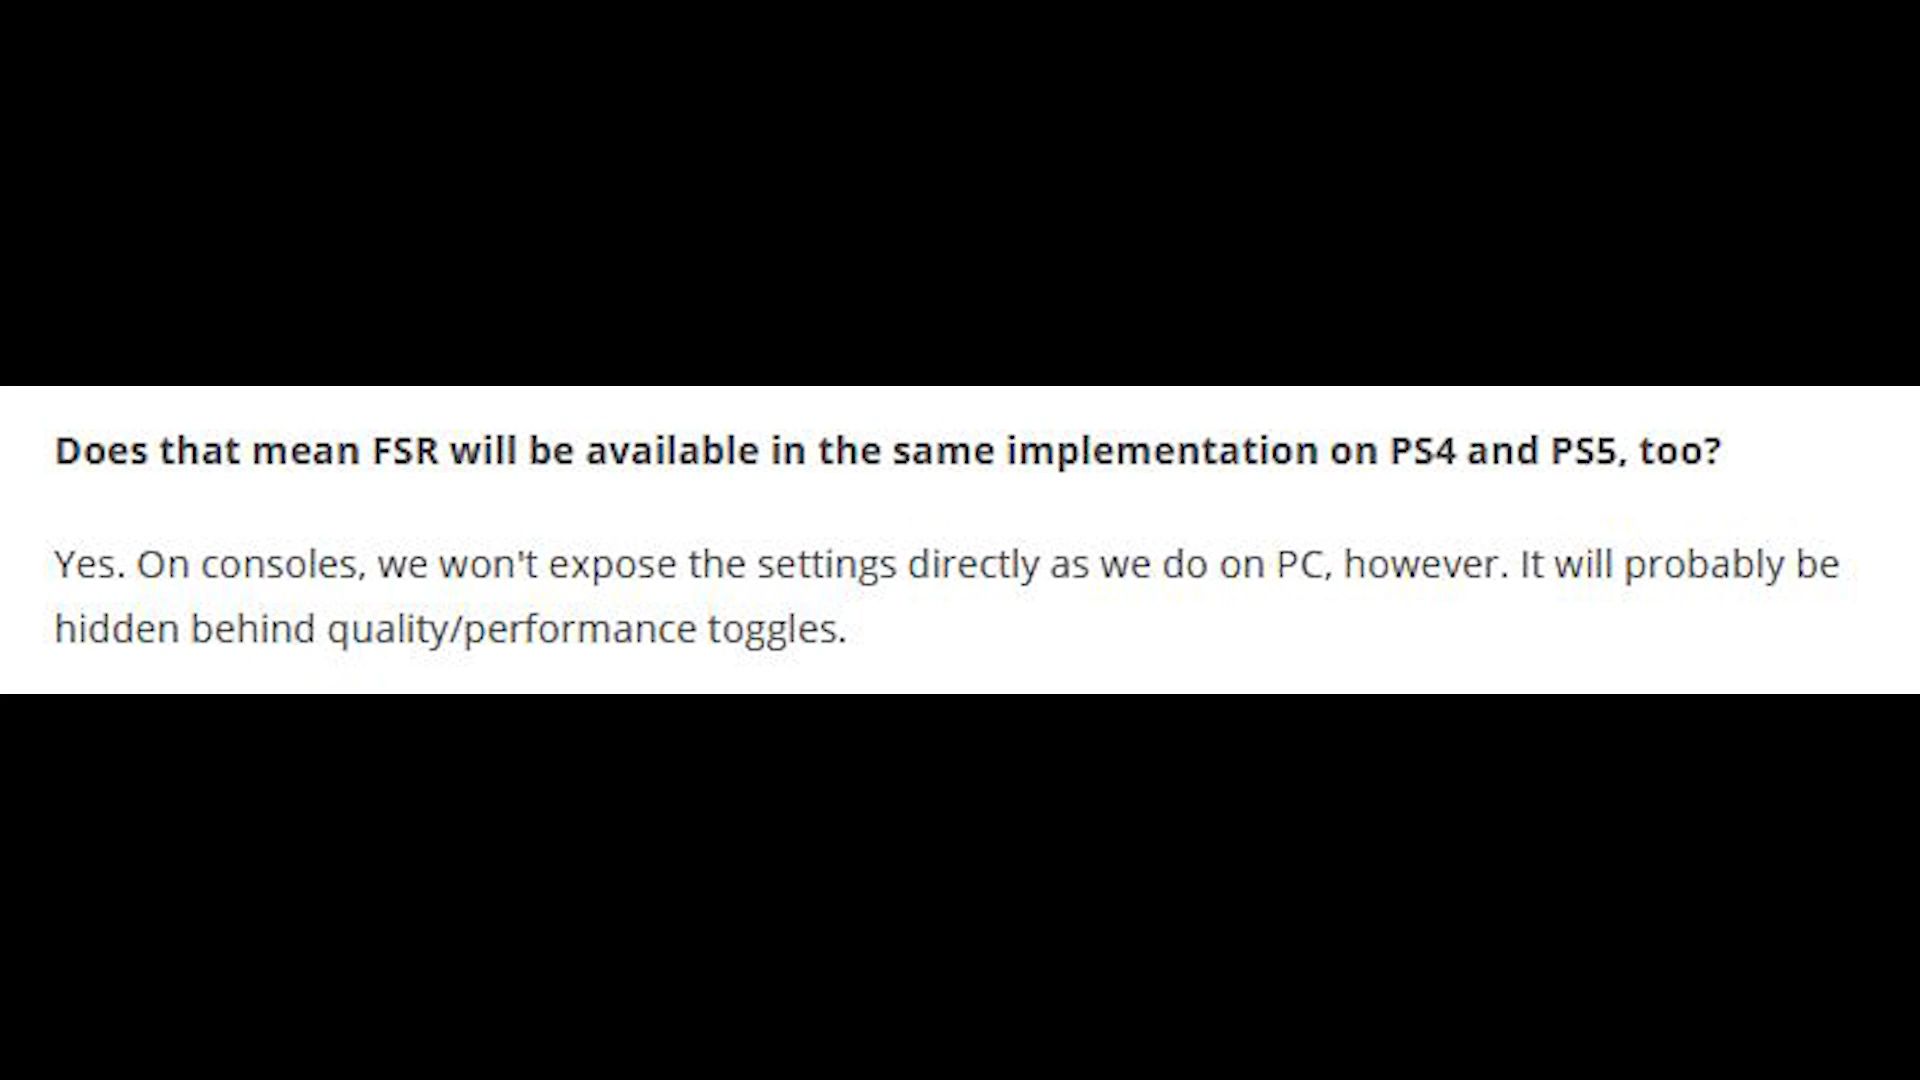 Does that mean FSR will be available in the same implementation on PS4 and PS5, too?
Yes. On consoles, we won't expose the settings directly as we do on PC, however. It will probably be
hidden behind quality/performance toggles.